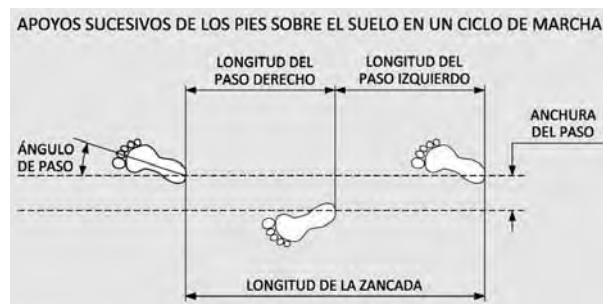 APOYOS SUCESIVOS DE LOS PIES SOBRE EL SUELO EN UN CICLO DE MARCHA
LONGITUD DEL
PASO DERECHO
LONGITUD DEL
PASO IZQUIERDO
ANCHURA
DEL PASO
ÁNGULO
DE PASO
LONGITUD DE LA ZANCADA